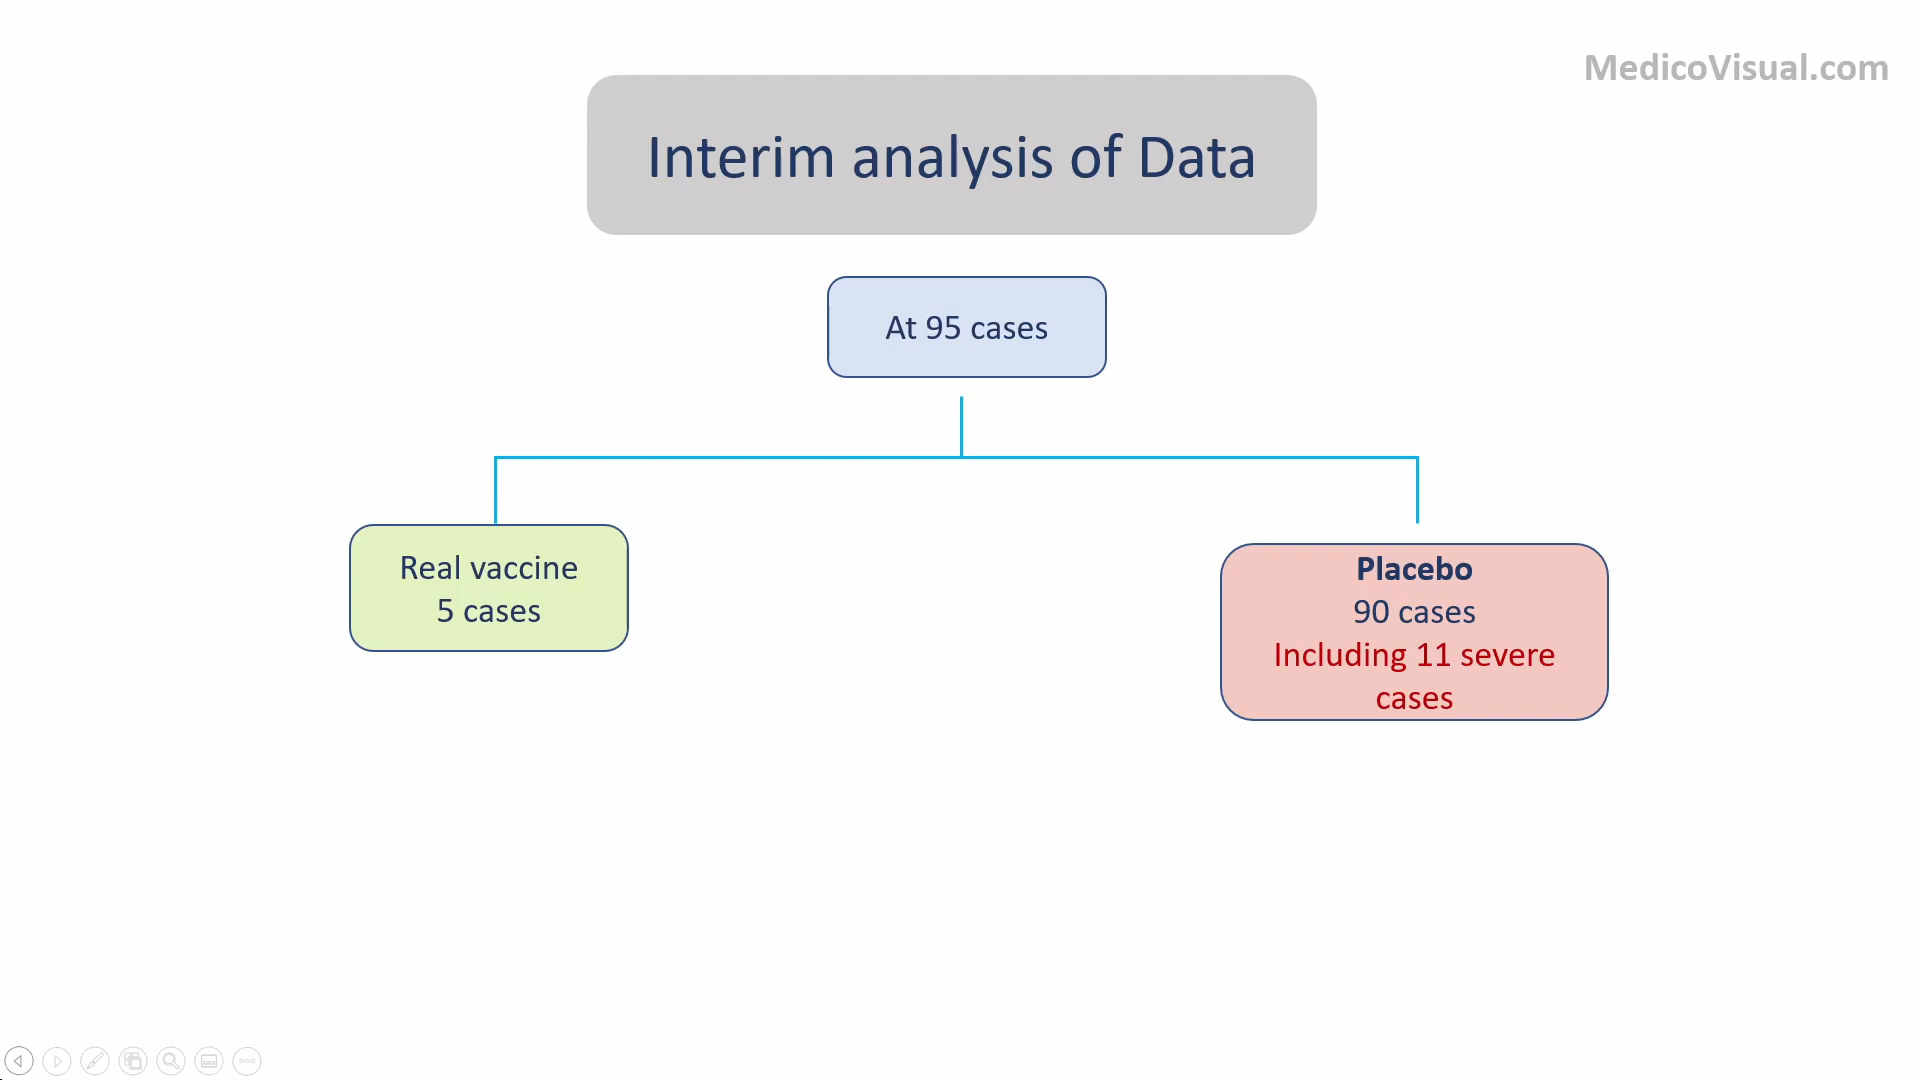 MedicoVisual.com
Interim analysis of Data
At 95 cases
Real vaccine
5 cases
Placebo
90 cases
Including 11 severe
cases